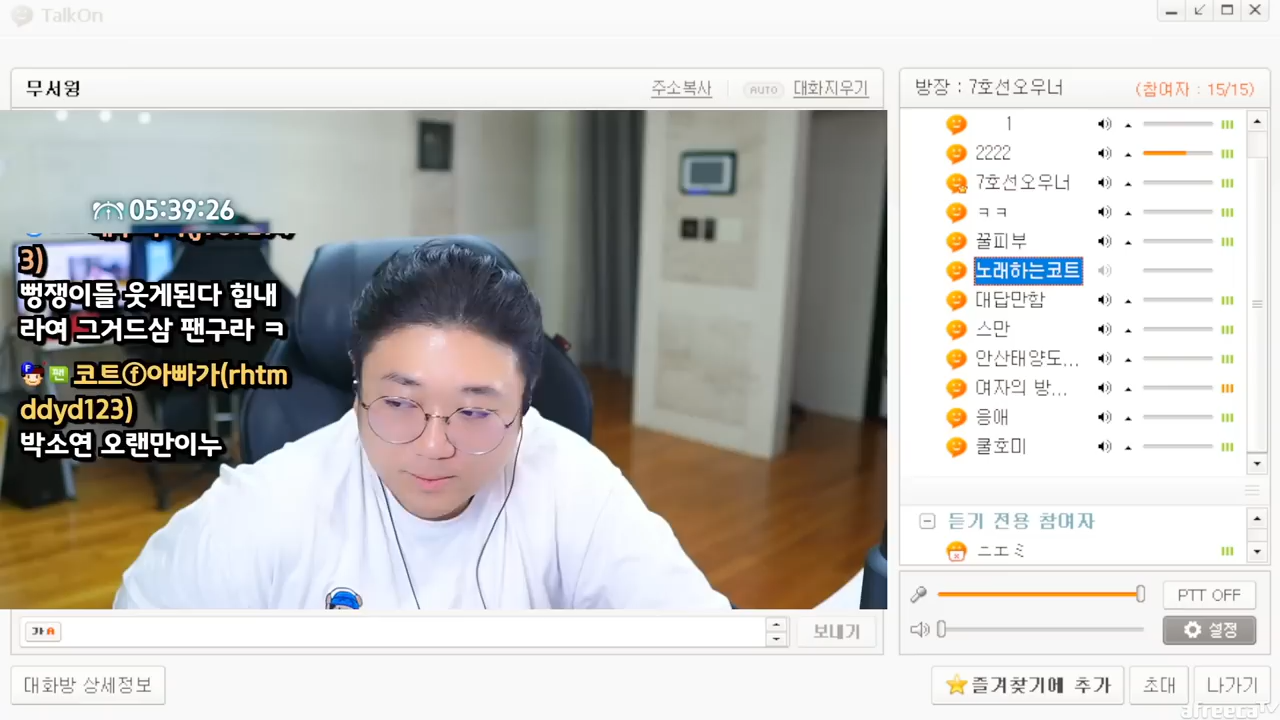 TalkOn
무서웡
주소복사
AUTO
대화지우기
방장 : 7호선오우너
(참여자 : 15/15)
05:39:26
3)
뻥쟁이들 웃게된다 힘내
라여 그거드삼 팬구라 ㅋ
팬 코트ⓕ아빠가(rhtm
ddyd123)
박소연 오랜만이누
1
2222
7호선오우너
ㅋㅋ
꿀피부
노래하는코트
대답만함
스만
안산태양도...
여자의 방...
응애
쿨호미
듣기 전용 참여자
ニエミ
PTT OFF
설정
가A
보내기
대화방 상세정보
즐겨찾기에 추가
초대
나가기
afreecaTV